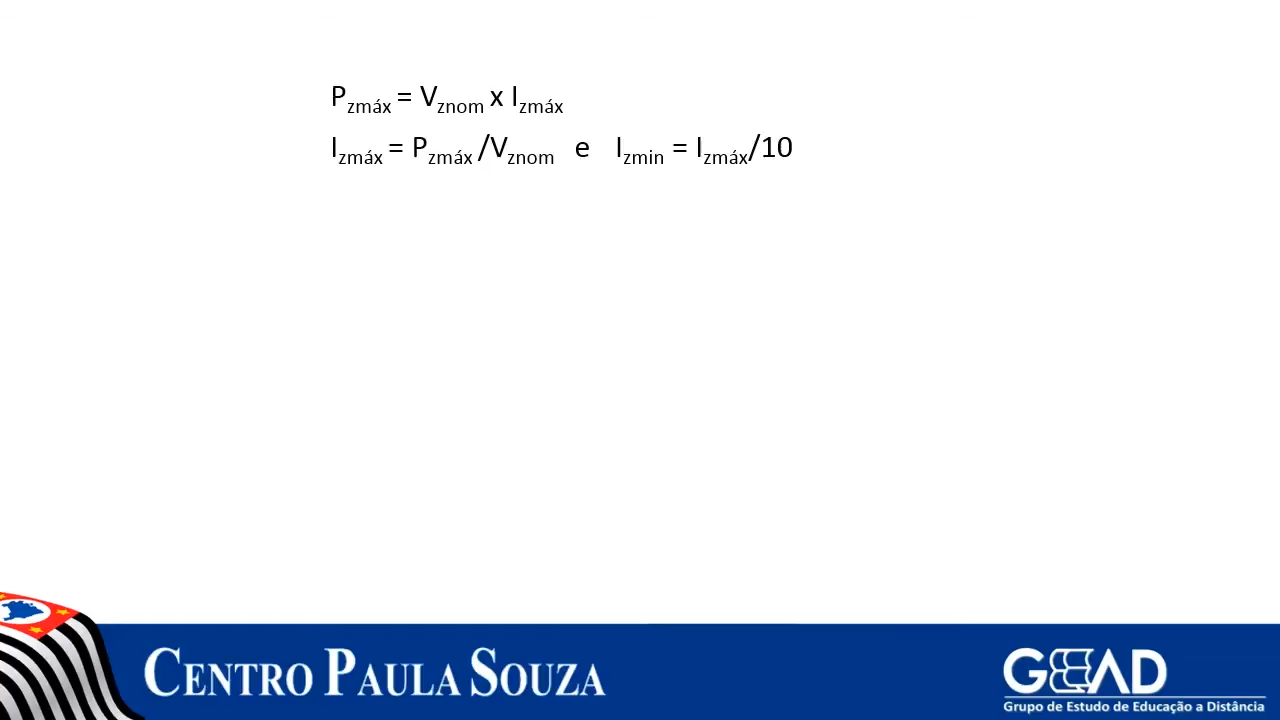 Pzmáx = Vznom x Izmáx
Izmáx = Pzmáx /Vznom e Izmin = Izmáx/10
CENTRO PAULA SOUZA
GEEAD
Grupo de Estudo de Educação a Distância